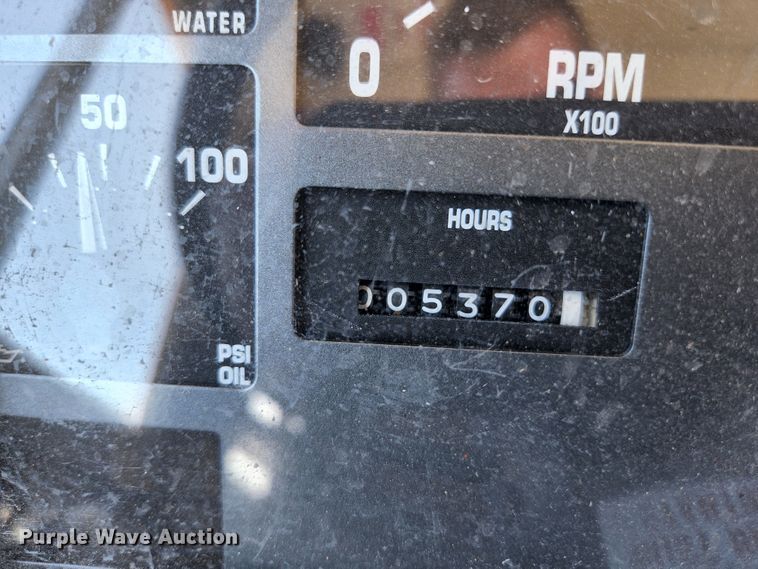 WATER
0
RPM
X100
50
100
HOURS
005370
PSI
OIL
Purple Wave Auction